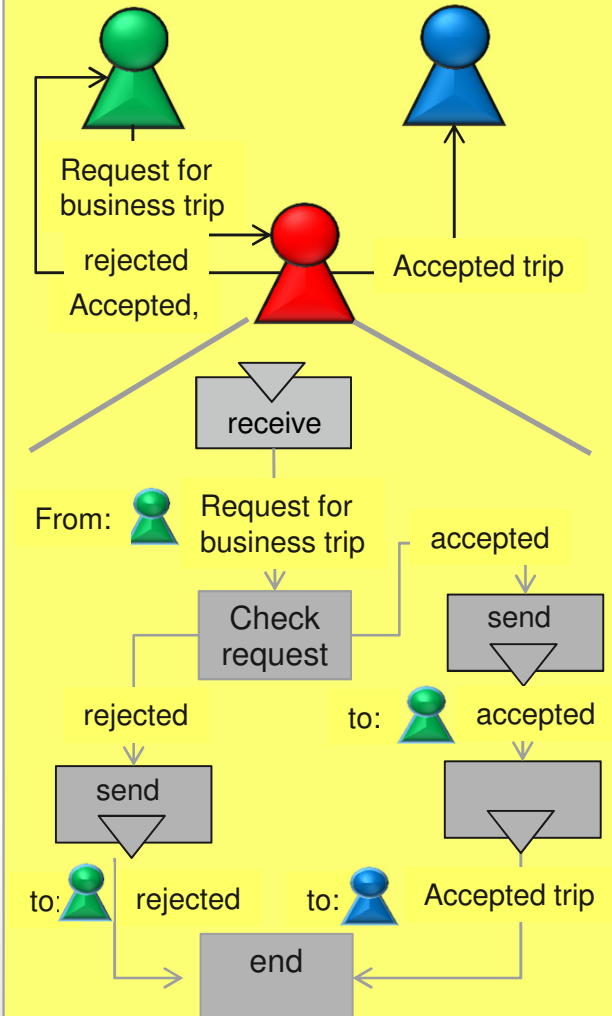 Request for
business trip
rejected
Accepted,
Accepted trip
receive
From:
Request for
business trip
accepted
Check
request
send
rejected
to:
accepted
send
to:
rejected
to:
Accepted trip
end